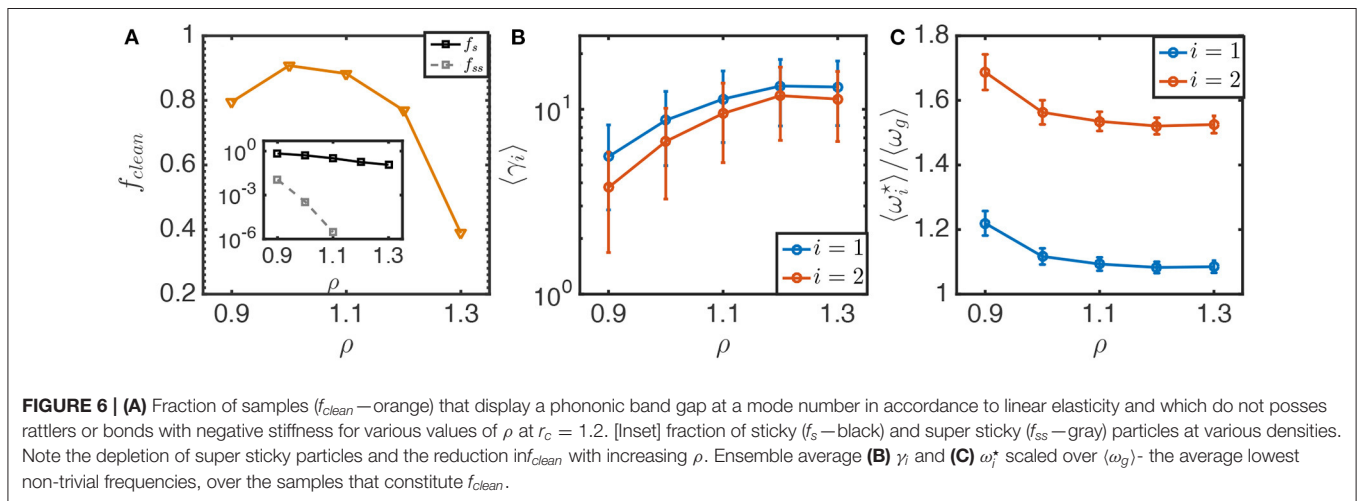 A
1
0.8
0.6
0.4
0.2
f_clean
0.9
1.1
1.3
ρ
f_s
f_ss
10^0
10^-3
10^-6
0.9
1.1
1.3
ρ
B
10^1
10^0
⟨γ_i⟩
i = 1
i = 2
0.9
1.1
1.3
ρ
C
1.8
1.6
1.4
1.2
1
⟨ω_i^⋆⟩/⟨ω_g⟩
i = 1
i = 2
0.9
1.1
1.3
ρ
FIGURE 6 | (A) Fraction of samples (f_clean—orange) that display a phononic band gap at a mode number in accordance to linear elasticity and which do not posses
rattlers or bonds with negative stiffness for various values of ρ at r_c = 1.2. [Inset] fraction of sticky (f_s—black) and super sticky (f_ss—gray) particles at various densities.
Note the depletion of super sticky particles and the reduction inf_clean with increasing ρ. Ensemble average (B) γ_i and (C) ω_i^⋆ scaled over ⟨ω_g⟩- the average lowest
non-trivial frequencies, over the samples that constitute f_clean.